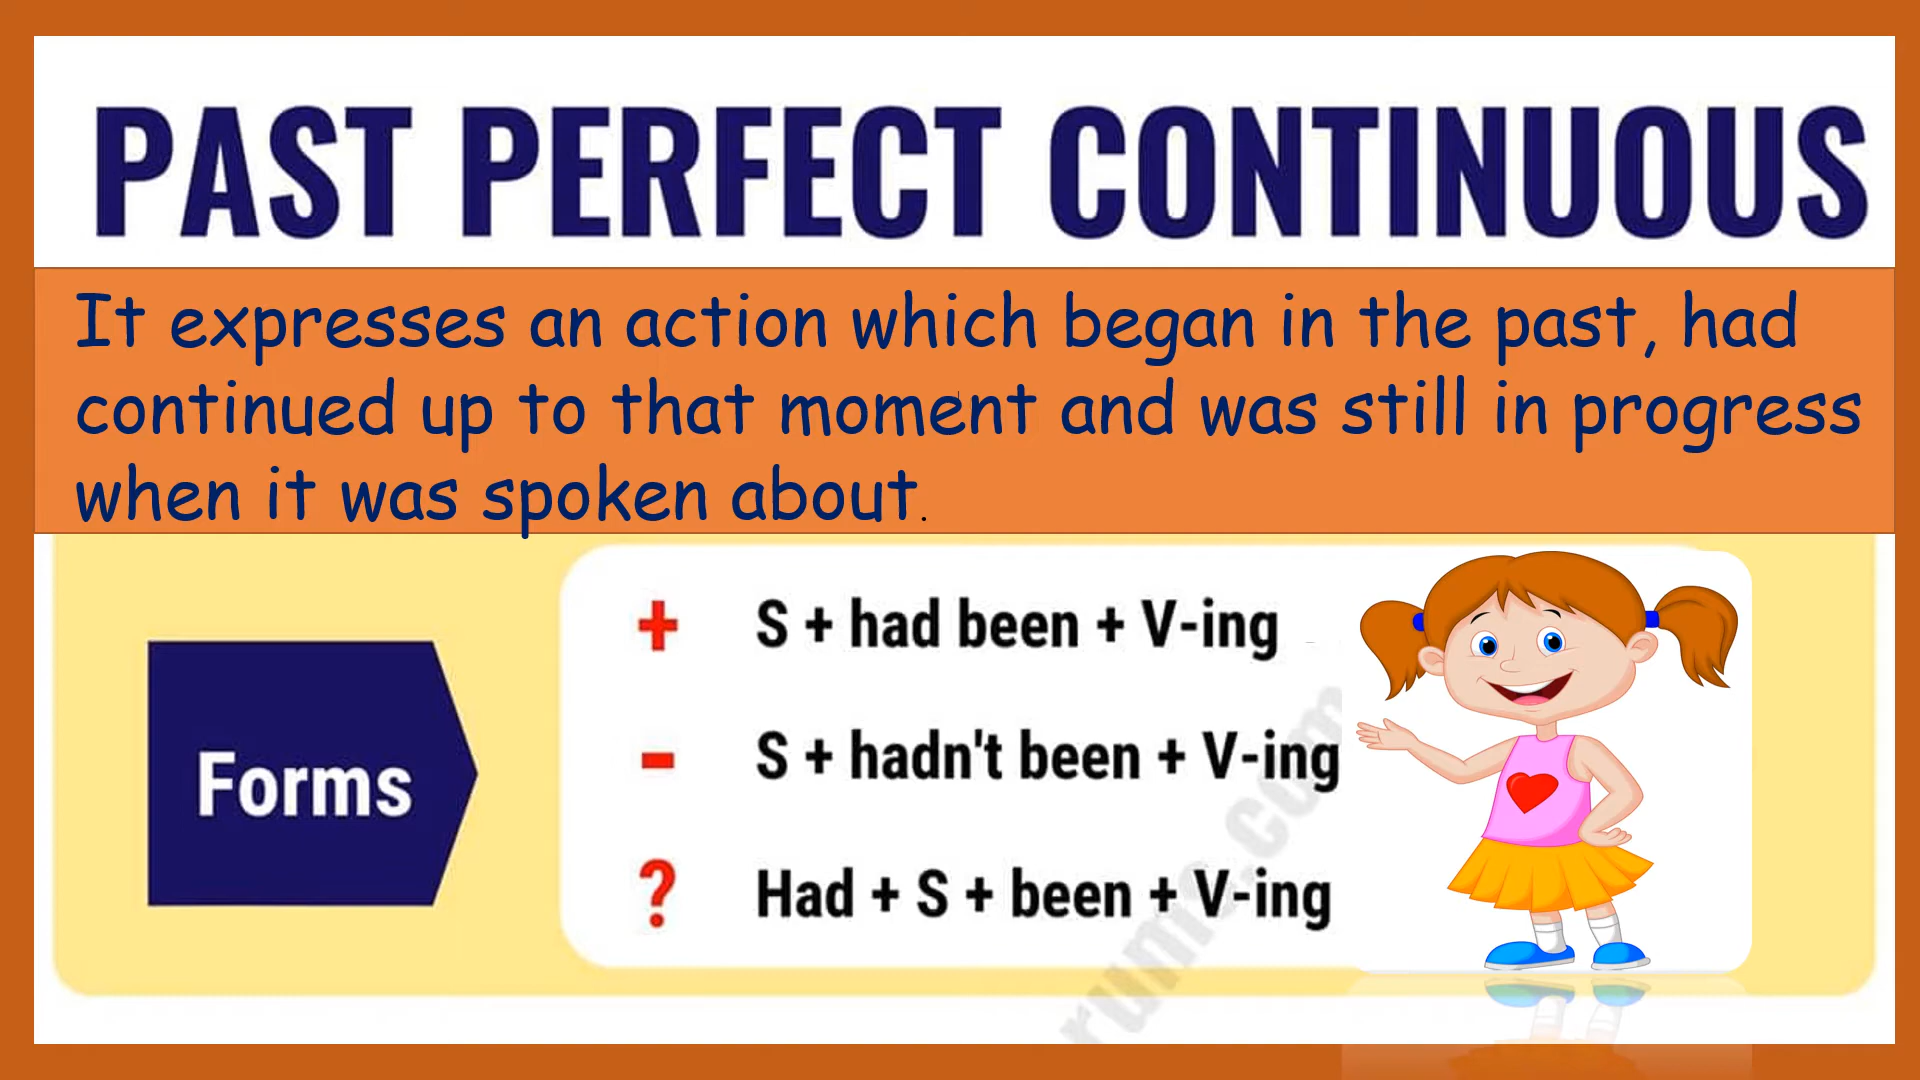 PAST PERFECT CONTINUOUS
It expresses an action which began in the past, had
continued up to that moment and was still in progress
when it was spoken about.
Forms
+ S + had been + V-ing
- S + hadn't been + V-ing
? Had + S + been + V-ing